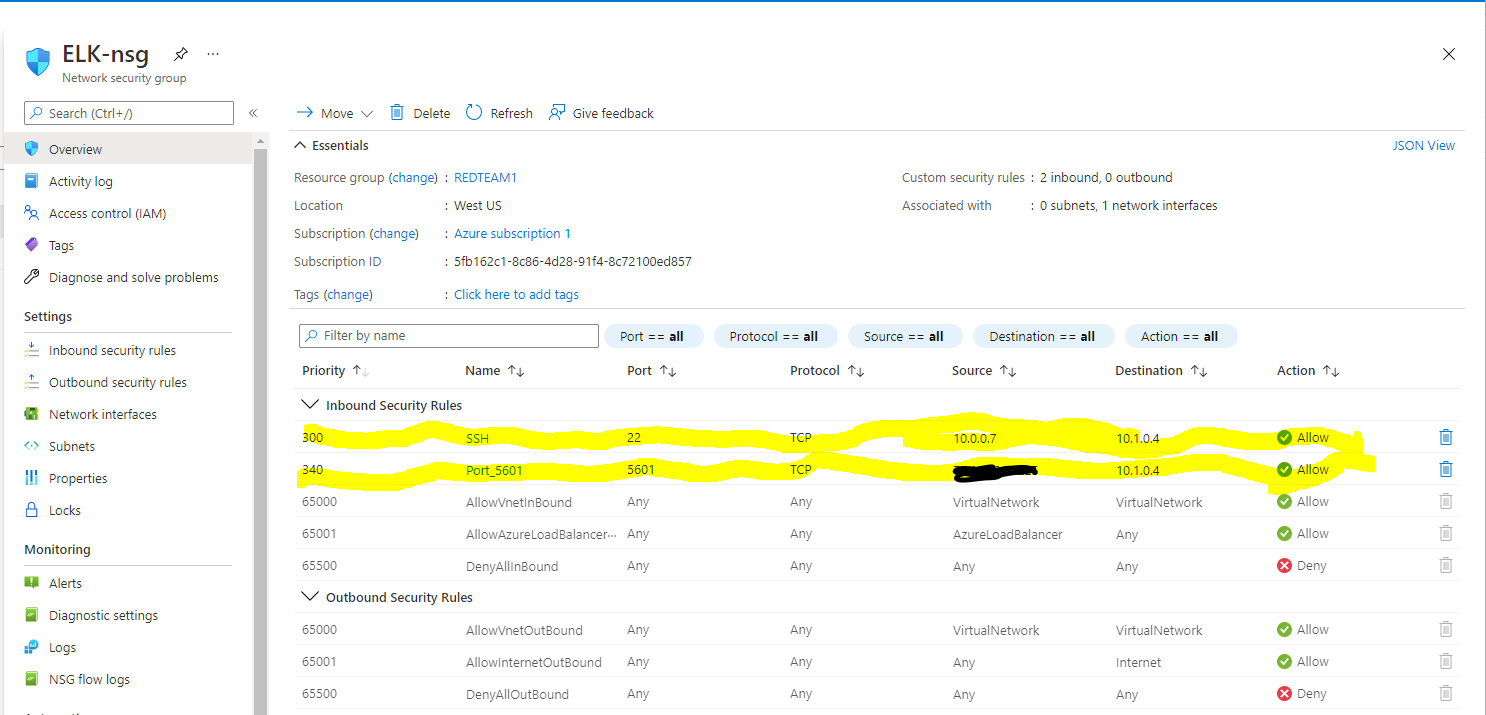 ELK-nsg
Network security group
Search (Ctrl+/)
Overview
Activity log
Access control (IAM)
Tags
Diagnose and solve problems
Settings
Inbound security rules
Outbound security rules
Network interfaces
Subnets
Properties
Locks
Monitoring
Alerts
Diagnostic settings
Logs
NSG flow logs
Move Delete Refresh Give feedback
Essentials JSON View
Resource group (change) : REDTEAM1
Location : West US
Subscription (change) : Azure subscription 1
Subscription ID : 5fb162c1-8c86-4d28-91f4-8c72100ed857
Tags (change) : Click here to add tags
Custom security rules : 2 inbound, 0 outbound
Associated with : 0 subnets, 1 network interfaces
Filter by name Port == all Protocol == all Source == all Destination == all Action == all
Priority Name Port Protocol Source Destination Action
Inbound Security Rules
300 SSH 22 TCP 10.0.0.7 10.1.0.4 Allow
340 Port_5601 5601 TCP 10.1.0.4 Allow
65000 AllowVnetInBound Any Any VirtualNetwork VirtualNetwork Allow
65001 AllowAzureLoadBalancer··· Any Any AzureLoadBalancer Any Allow
65500 DenyAllInBound Any Any Any Any Deny
Outbound Security Rules
65000 AllowVnetOutBound Any Any VirtualNetwork VirtualNetwork Allow
65001 AllowInternetOutBound Any Any Any Internet Allow
65500 DenyAllOutBound Any Any Any Any Deny